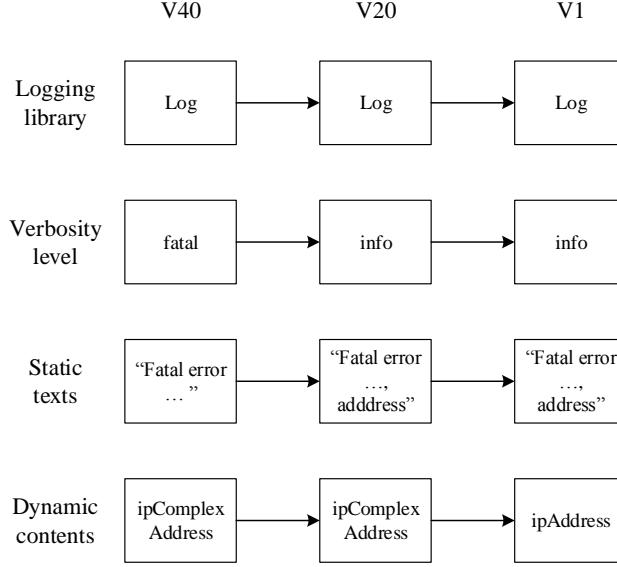 V40 V20 V1
Logging
library
Log Log Log
Verbosity
level
fatal info info
Static
texts
“Fatal error
… ”
“Fatal error
…,
adddress”
“Fatal error
…,
address”
Dynamic
contents
ipComplex
Address
ipComplex
Address
ipAddress